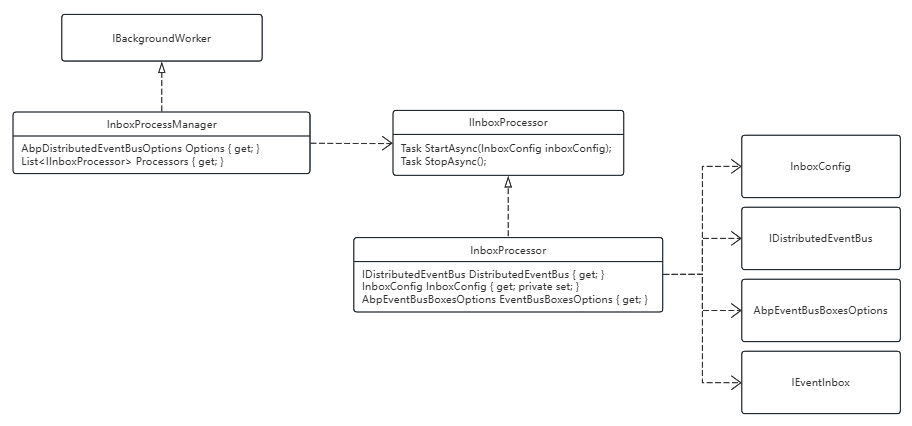 IBackgroundWorker
InboxProcessManager
AbpDistributedEventBusOptions Options { get; }
List<IInboxProcessor> Processors { get; }
IInboxProcessor
Task StartAsync(InboxConfig inboxConfig);
Task StopAsync();
InboxProcessor
IDistributedEventBus DistributedEventBus { get; }
InboxConfig InboxConfig { get; private set; }
AbpEventBusBoxesOptions EventBusBoxesOptions { get; }
InboxConfig
IDistributedEventBus
AbpEventBusBoxesOptions
IEventInbox